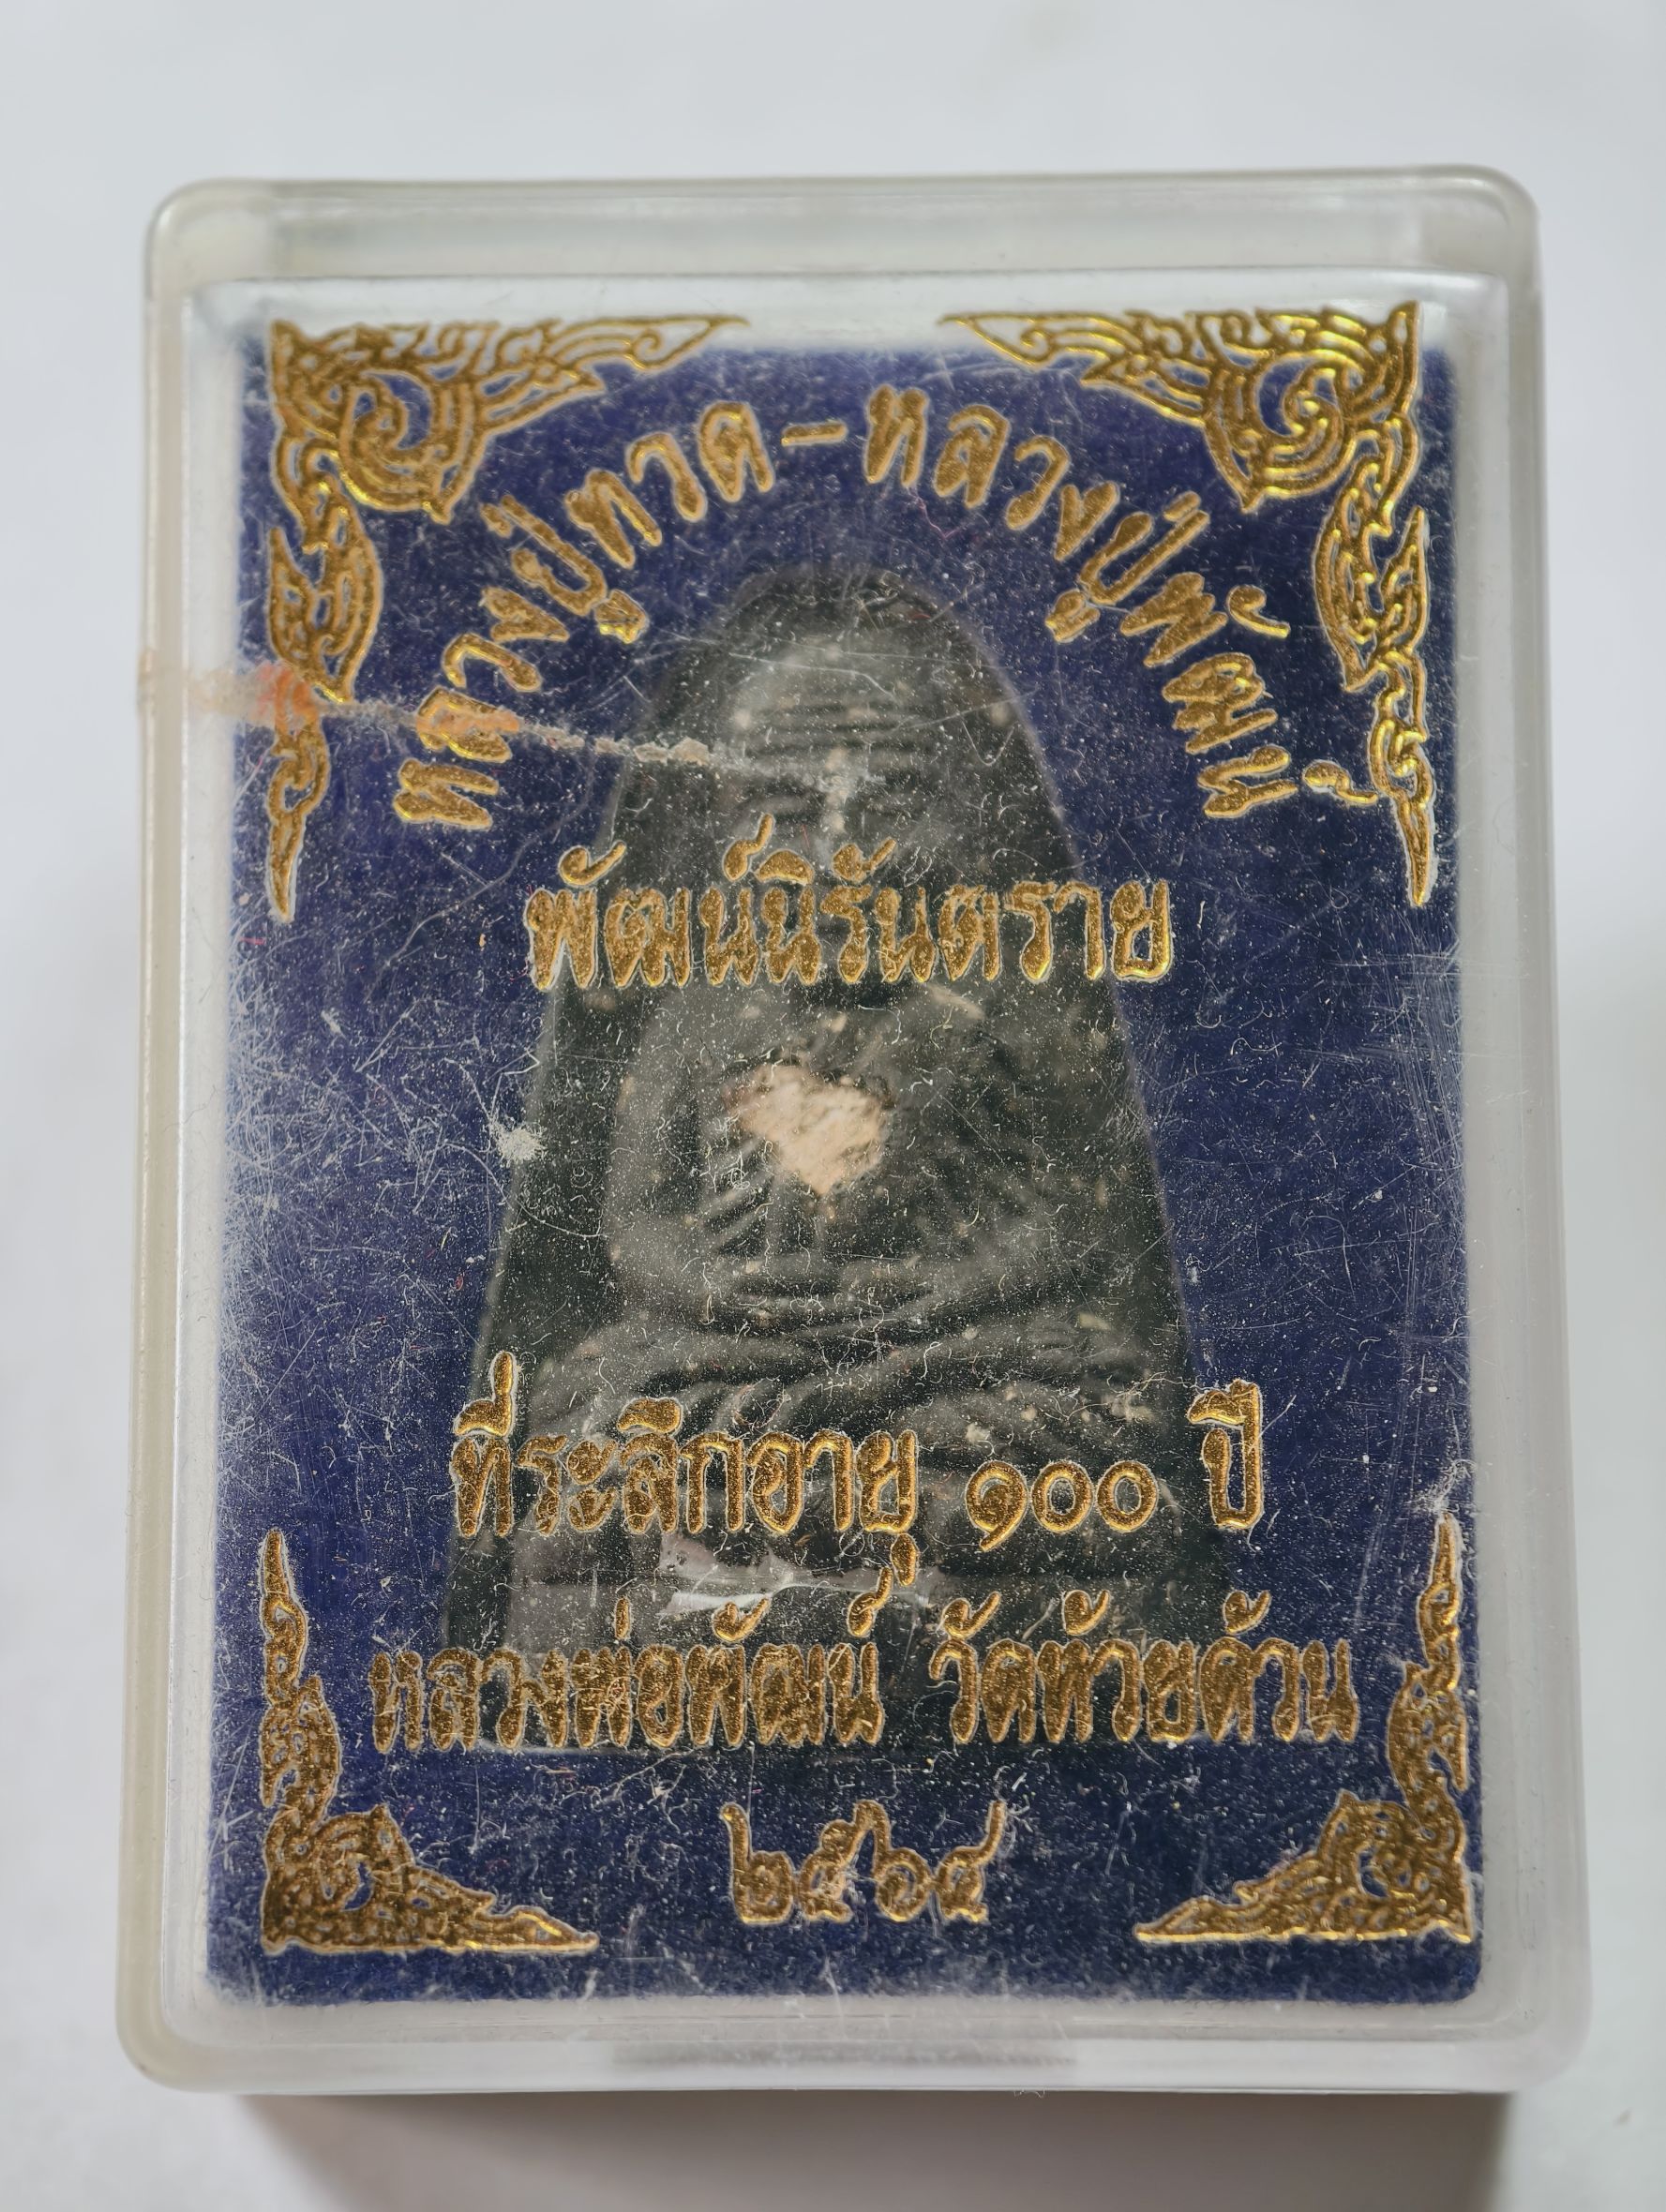 หลวงปู่ทวด-หลวงปู่พัฒน์
พัฒน์นิรันตราย
ที่ระลึกอายุ ๑๐๐ ปี
หลวงพ่อพัฒน์ วัดห้วยด้วน
๒๕๖๔